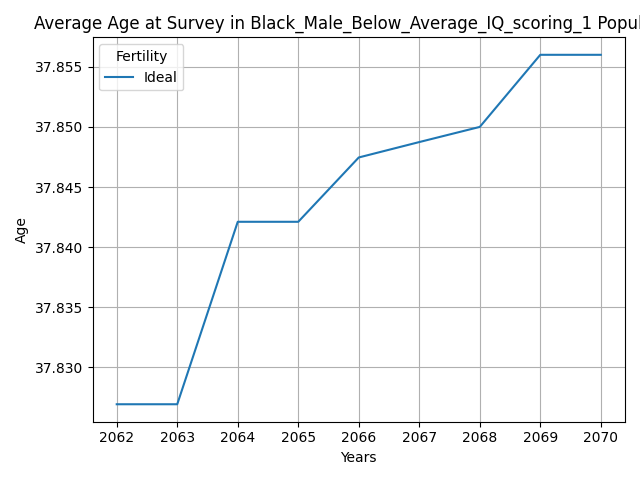 Average Age at Survey in Black_Male_Below_Average_IQ_scoring_1 Popul
Fertility
Ideal
37.855
37.850
37.845
37.840
37.835
37.830
Age
2062 2063 2064 2065 2066 2067 2068 2069 2070
Years